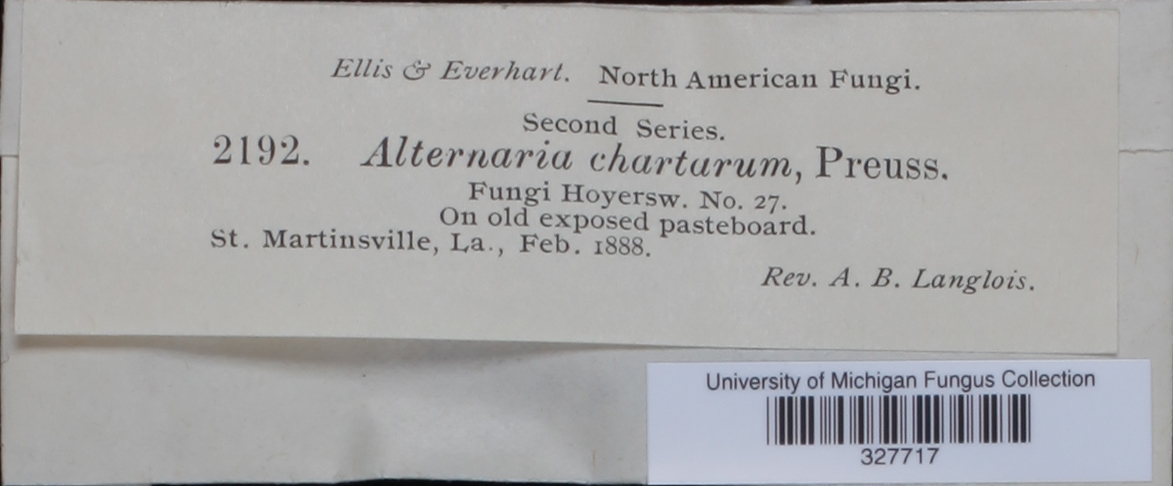 Ellis & Everhart. North American Fungi.
Second Series.
2192. Alternaria chartarum, Preuss.
Fungi Hoyersw. No. 27.
On old exposed pasteboard.
St. Martinsville, La., Feb. 1888.
Rev. A. B. Langlois.
University of Michigan Fungus Collection
327717